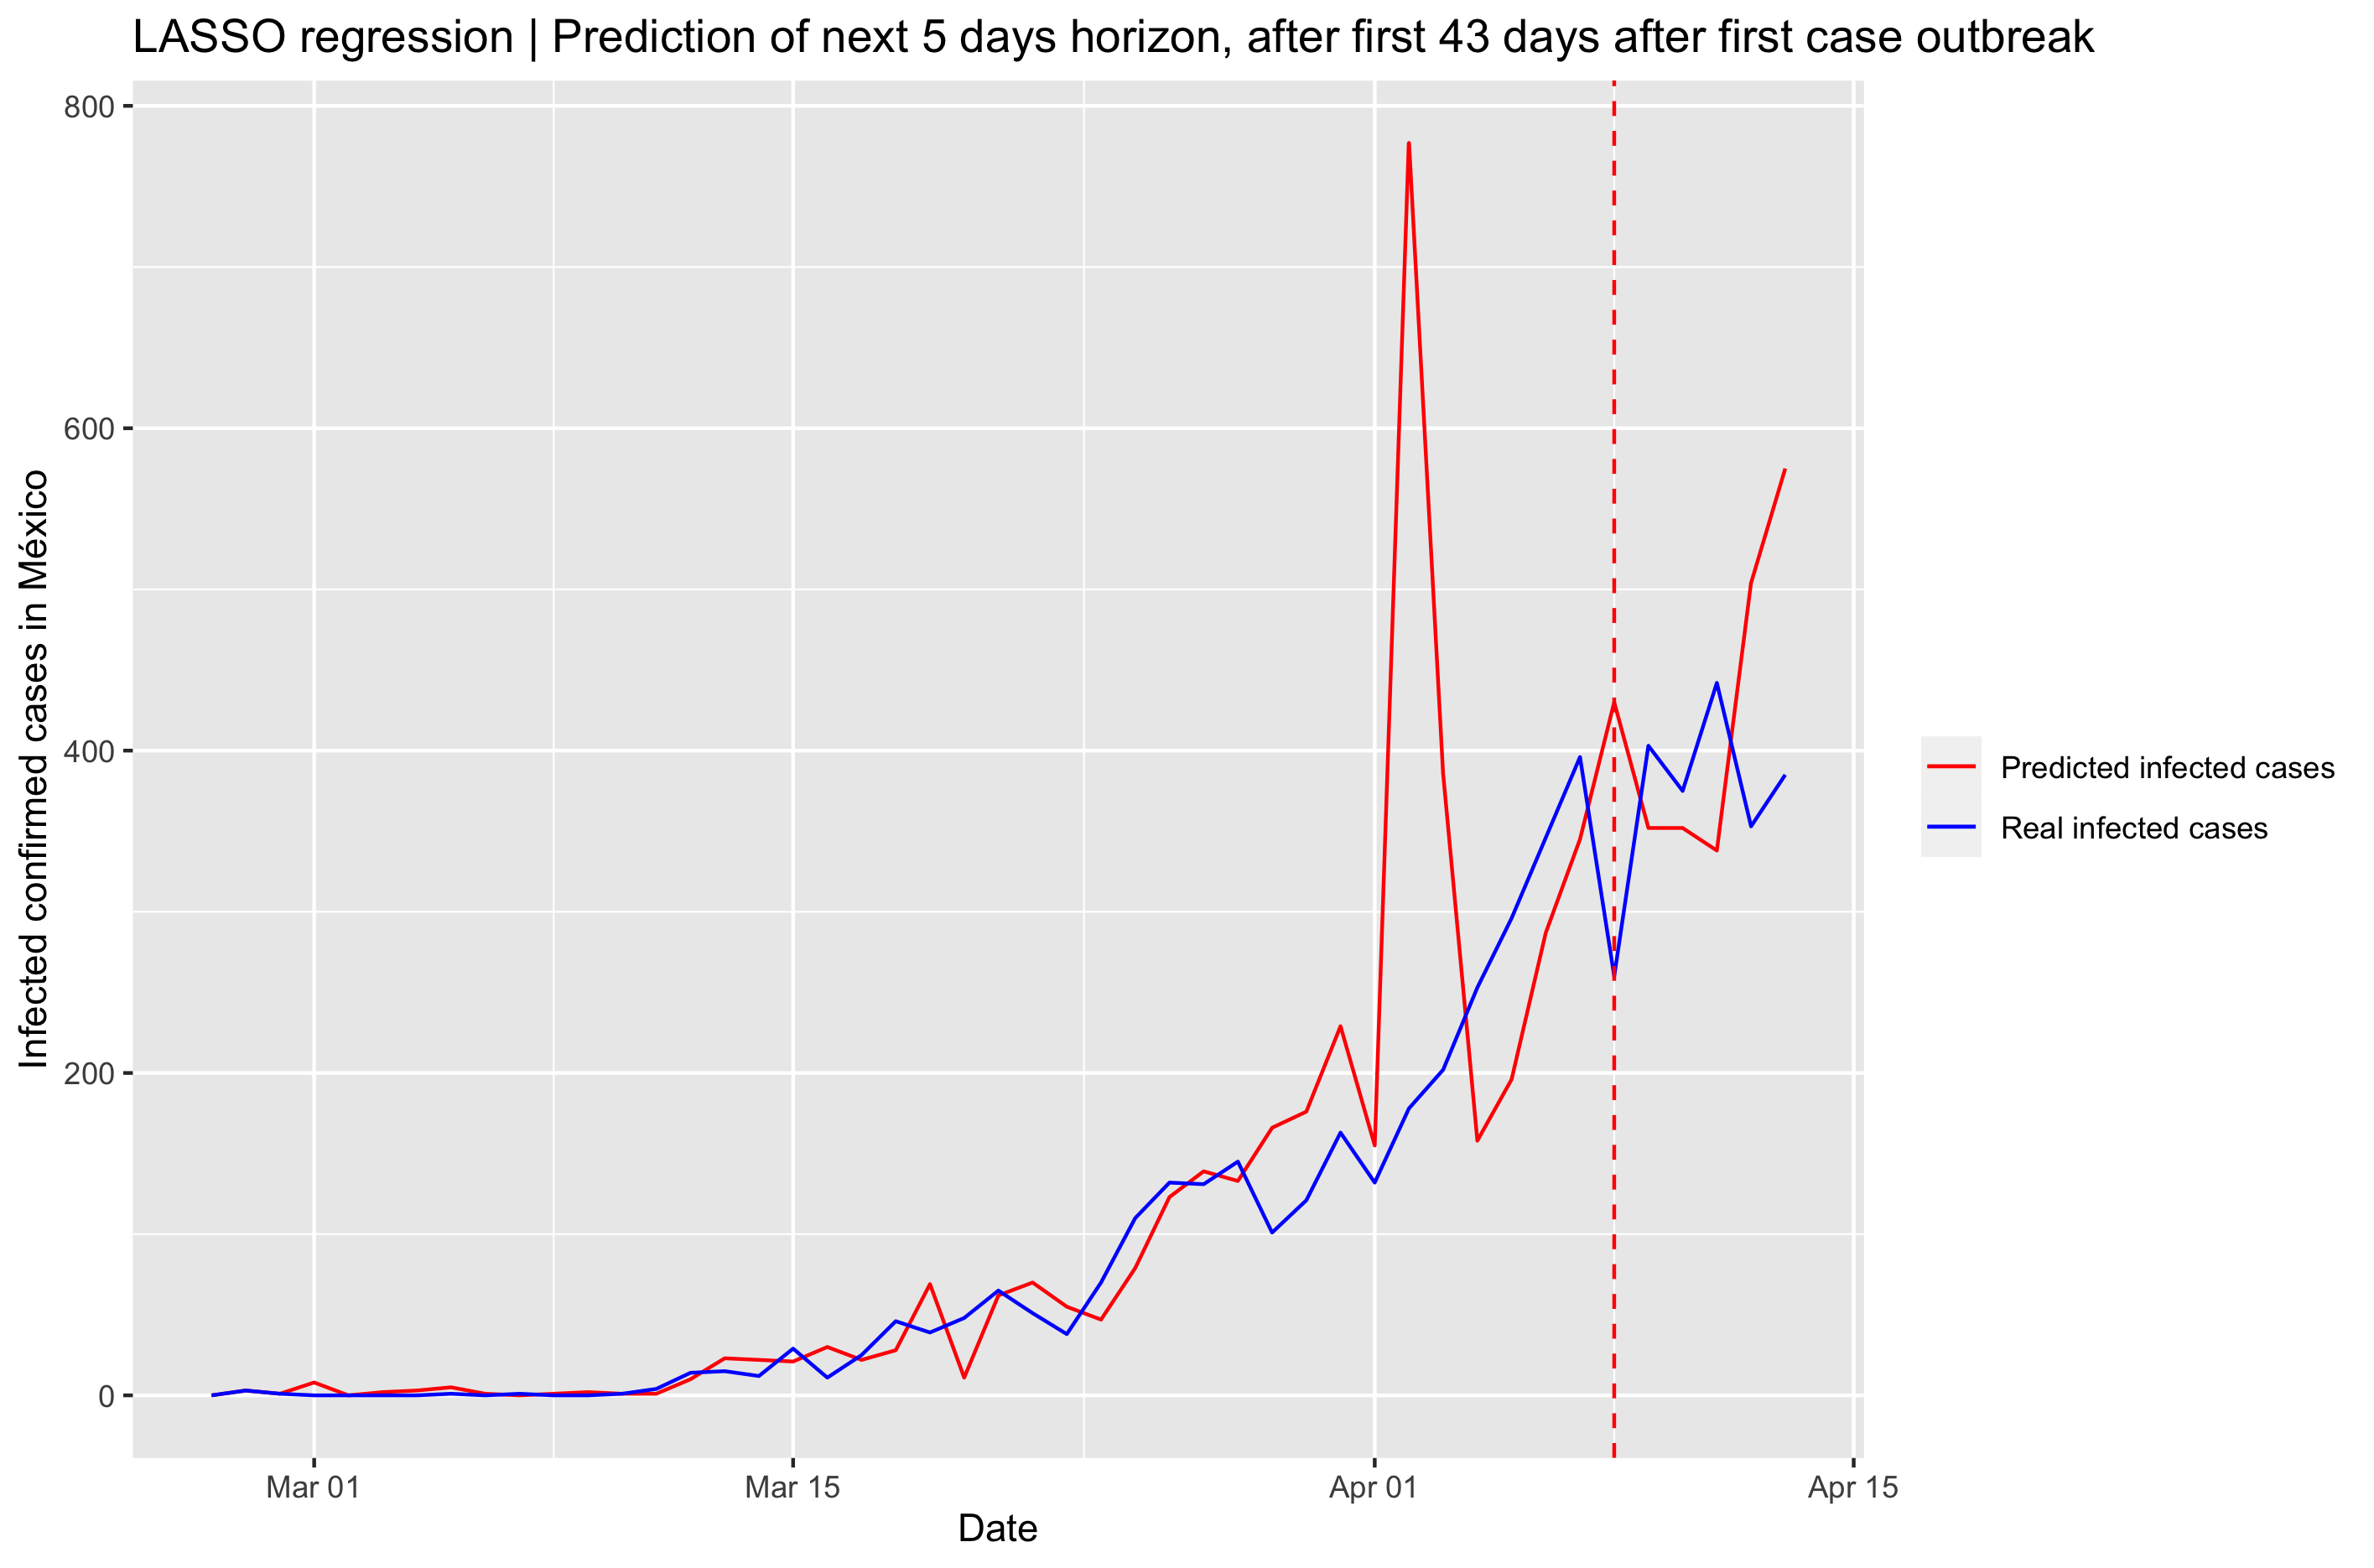 LASSO regression | Prediction of next 5 days horizon, after first 43 days after first case outbreak
Infected confirmed cases in México
800
600
400
200
0
Mar 01
Mar 15
Apr 01
Apr 15
Date
Predicted infected cases
Real infected cases